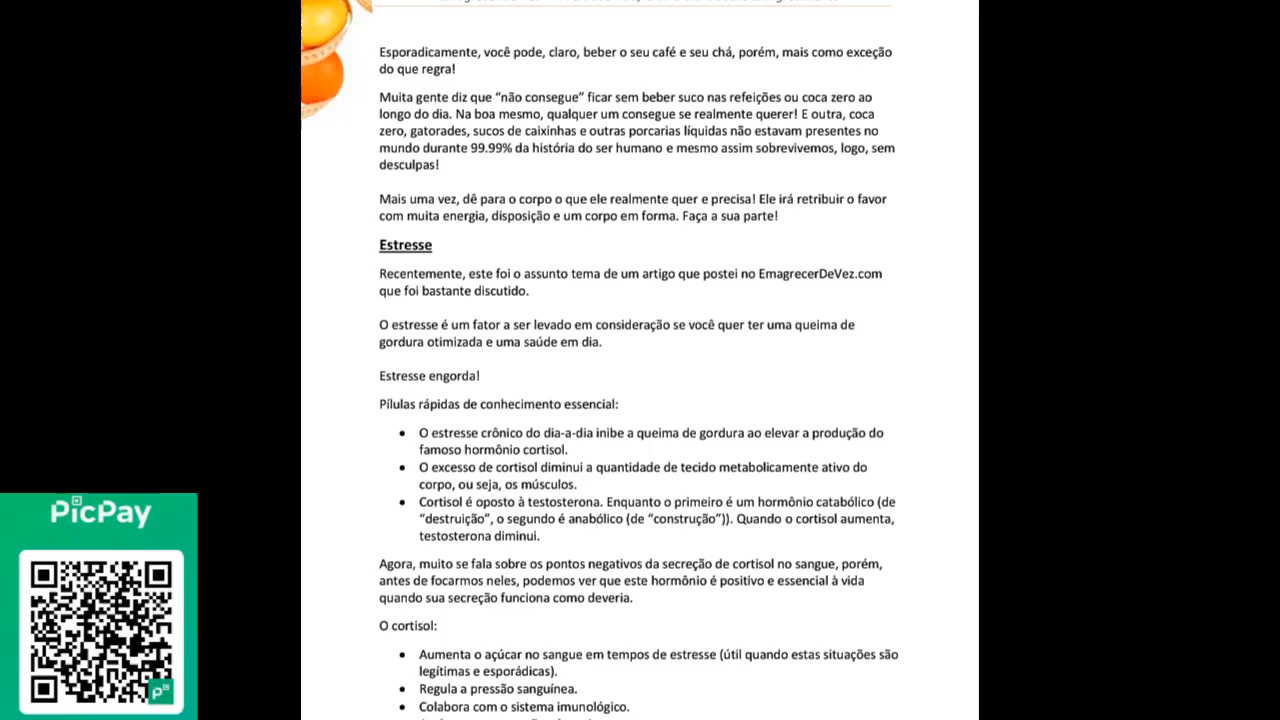 Esporadicamente, você pode, claro, beber o seu café e seu chá, porém, mais como exceção
do que regra!
Muita gente diz que “não consegue” ficar sem beber suco nas refeições ou coca zero ao
longo do dia. Na boa mesmo, qualquer um consegue se realmente querer! E outra, coca
zero, gatorades, sucos de caixinhas e outras porcarias líquidas não estavam presentes no
mundo durante 99.99% da história do ser humano e mesmo assim sobrevivemos, logo, sem
desculpas!
Mais uma vez, dê para o corpo o que ele realmente quer e precisa! Ele irá retribuir o favor
com muita energia, disposição e um corpo em forma. Faça a sua parte!
Estresse
Recentemente, este foi o assunto tema de um artigo que postei no EmagrecerDeVez.com
que foi bastante discutido.
O estresse é um fator a ser levado em consideração se você quer ter uma queima de
gordura otimizada e uma saúde em dia.
Estresse engorda!
Pílulas rápidas de conhecimento essencial:
• O estresse crônico do dia-a-dia inibe a queima de gordura ao elevar a produção do
famoso hormônio cortisol.
• O excesso de cortisol diminui a quantidade de tecido metabolicamente ativo do
corpo, ou seja, os músculos.
• Cortisol é oposto à testosterona. Enquanto o primeiro é um hormônio catabólico (de
“destruição”, o segundo é anabólico (de “construção”)). Quando o cortisol aumenta,
testosterona diminui.
Agora, muito se fala sobre os pontos negativos da secreção de cortisol no sangue, porém,
antes de focarmos neles, podemos ver que este hormônio é positivo e essencial à vida
quando sua secreção funciona como deveria.
O cortisol:
• Aumenta o açúcar no sangue em tempos de estresse (útil quando estas situações são
legítimas e esporádicas).
• Regula a pressão sanguínea.
• Colabora com o sistema imunológico.
PicPay